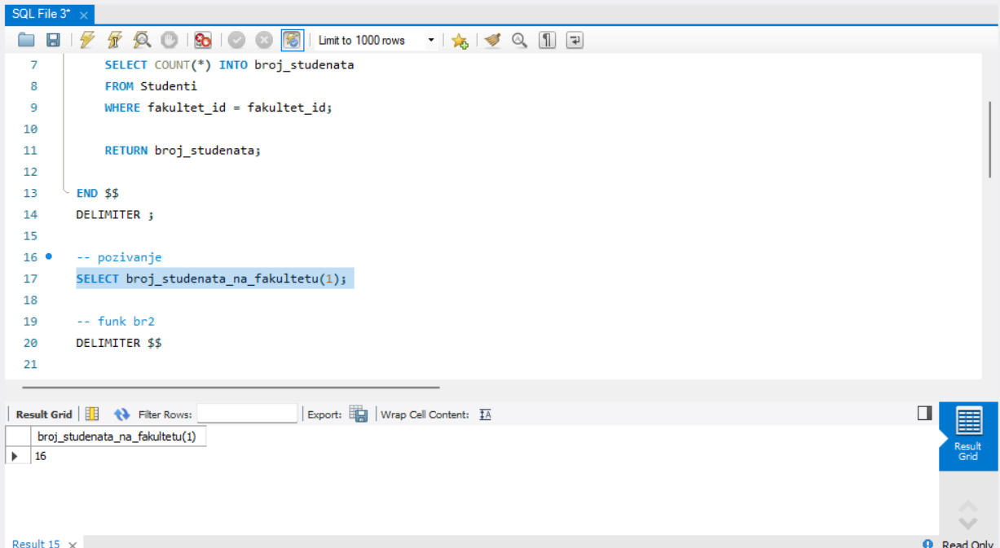 SQL File 3*
Limit to 1000 rows
7 SELECT COUNT(*) INTO broj_studenata
8 FROM Studenti
9 WHERE fakultet_id = fakultet_id;
10
11 RETURN broj_studenata;
12
13 END $$
14 DELIMITER ;
15
16 -- pozivanje
17 SELECT broj_studenata_na_fakultetu(1);
18
19 -- funk br2
20 DELIMITER $$
21
Result Grid Filter Rows: Export: Wrap Cell Content:
broj_studenata_na_fakultetu(1)
16
Result
Grid
Result 15 Read Only